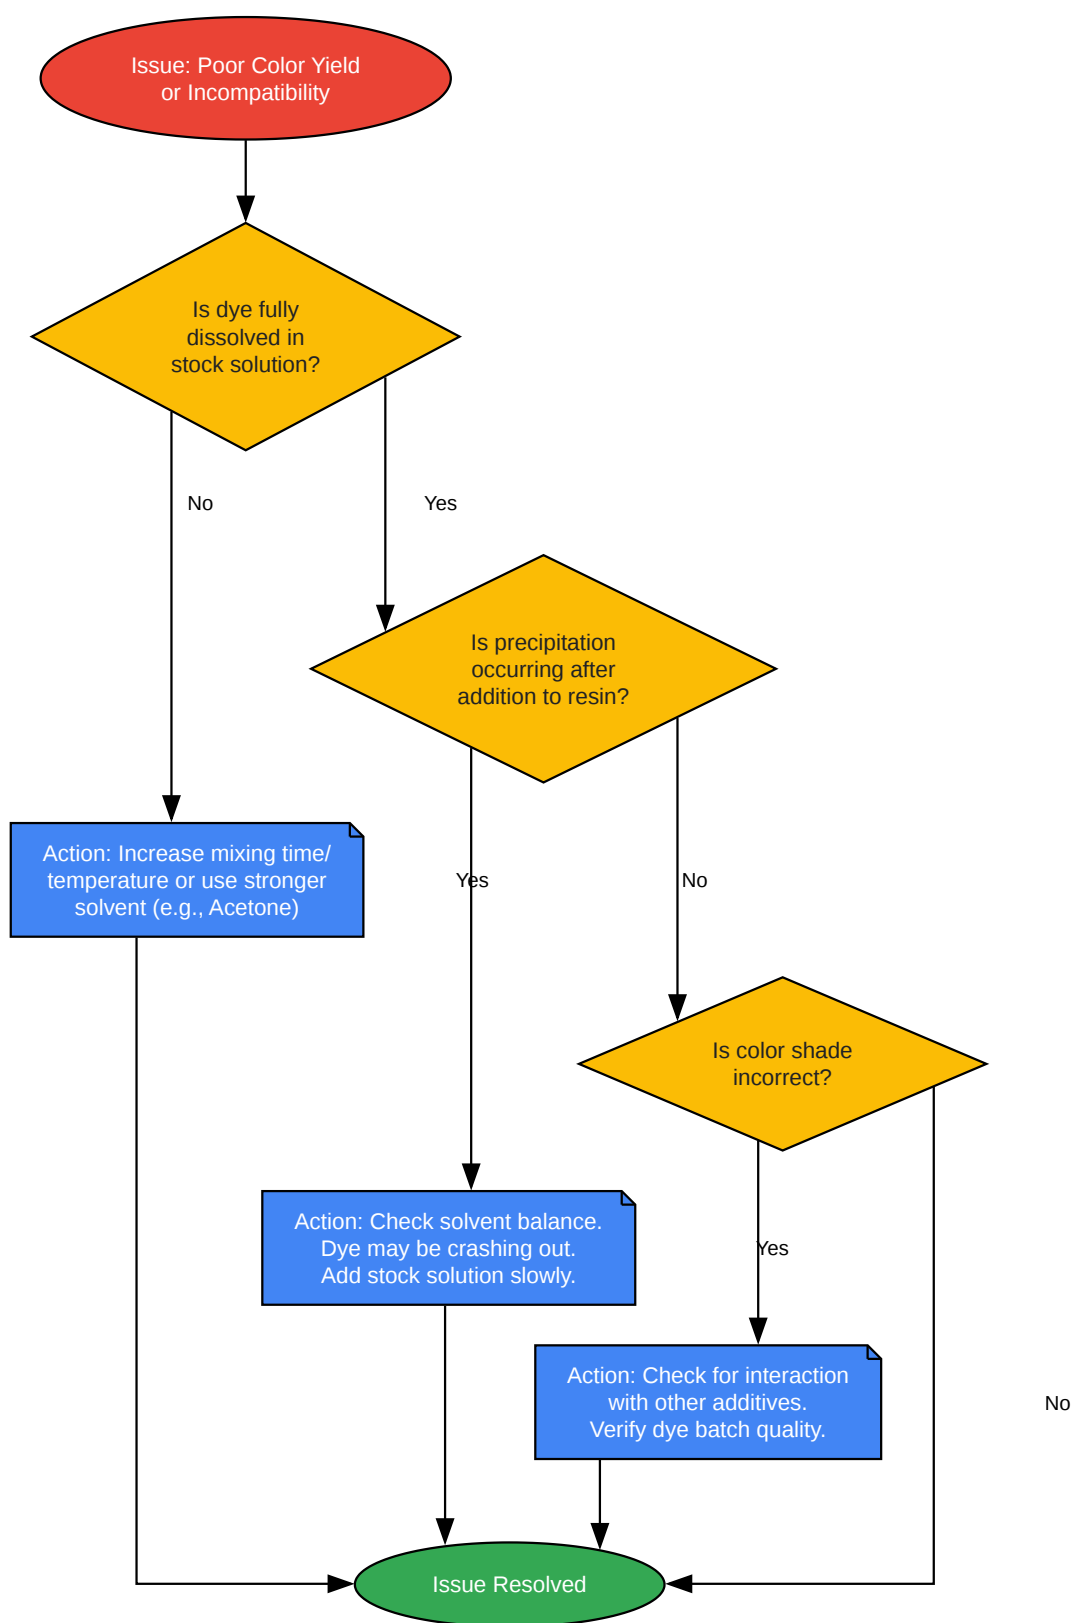 Issue: Poor Color Yield
or Incompatibility
Is dye fully
dissolved in
stock solution?
No
Yes
Is precipitation
occurring after
addition to resin?
Action: Increase mixing time/
temperature or use stronger
solvent (e.g., Acetone)
Yes
No
Is color shade
incorrect?
Action: Check solvent balance.
Dye may be crashing out.
Add stock solution slowly.
Yes
Action: Check for interaction
with other additives.
Verify dye batch quality.
No
Issue Resolved